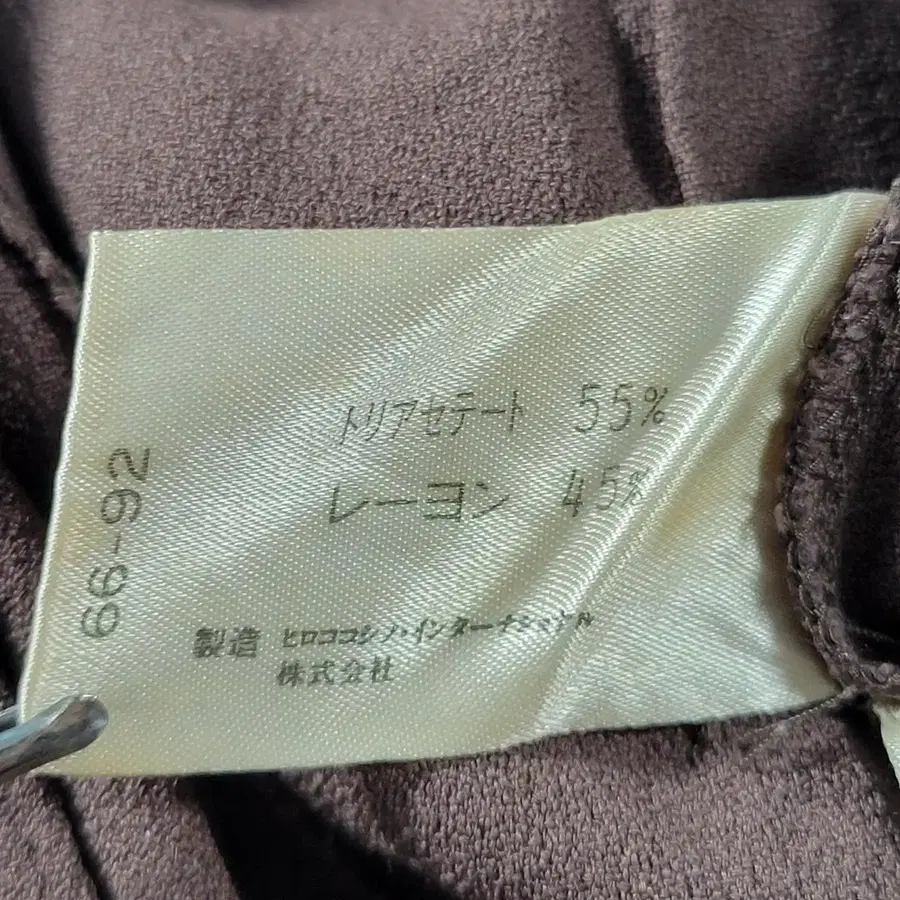 トリアセテート 55%
レーヨン 45%
66-92
製造 ヒロココシノ・インターナショナル
株式会社